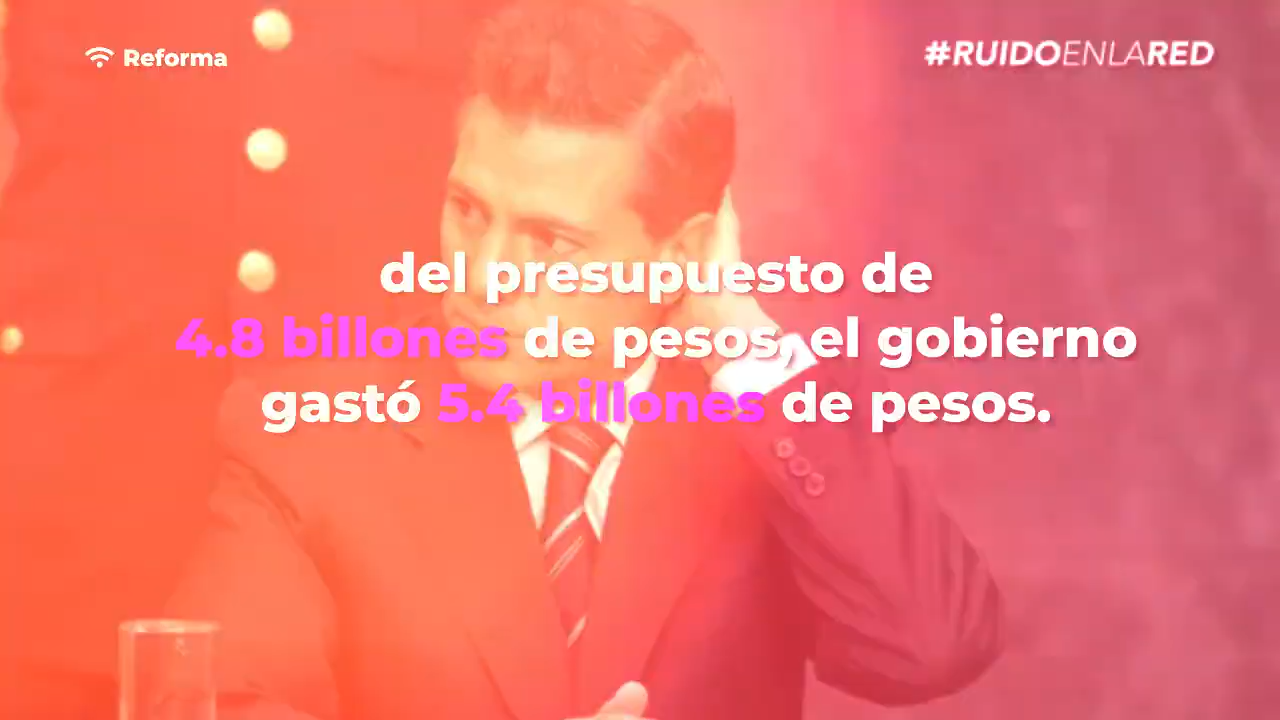 Reforma
#RUIDOENLARED
del presupuesto de
4.8 billones de pesos, el gobierno
gastó 5.4 billones de pesos.